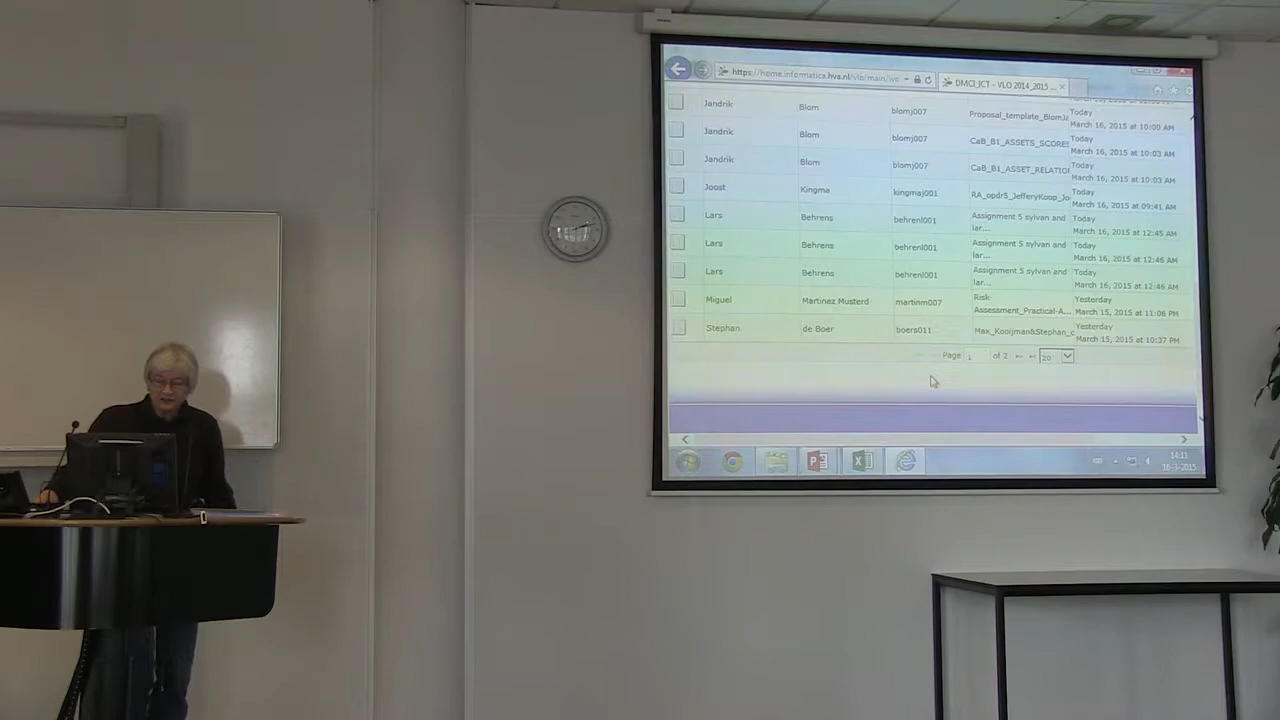 https://home.informatica.hva.nl/vlo/main/we
DMCI_ICT - VLO 2014_2015 ...
Jandrik Blom blomj007 Proposal_template_BlomJa Today
March 16, 2015 at 10:00 AM
Jandrik Blom blomj007 CaB_B1_ASSETS_SCORES Today
March 16, 2015 at 10:03 AM
Jandrik Blom blomj007 CaB_B1_ASSET_RELATIO Today
March 16, 2015 at 10:03 AM
Joost Kingma kingmaj001 RA_opdr5_JefferyKoop_Jo Today
March 16, 2015 at 09:41 AM
Lars Behrens behrenl001 Assignment 5 sylvan and Today
lar... March 16, 2015 at 12:45 AM
Lars Behrens behrenl001 Assignment 5 sylvan and Today
lar... March 16, 2015 at 12:46 AM
Lars Behrens behrenl001 Assignment 5 sylvan and Today
lar... March 16, 2015 at 12:46 AM
Miguel Martinez Musterd martinm007 Risk- Yesterday
Assessment_Practical-A... March 15, 2015 at 11:06 PM
Stephan de Boer boers011 Max_Kooijman&Stephan_c Yesterday
March 15, 2015 at 10:37 PM
Page 1 of 2 20
14:11
16-3-2015